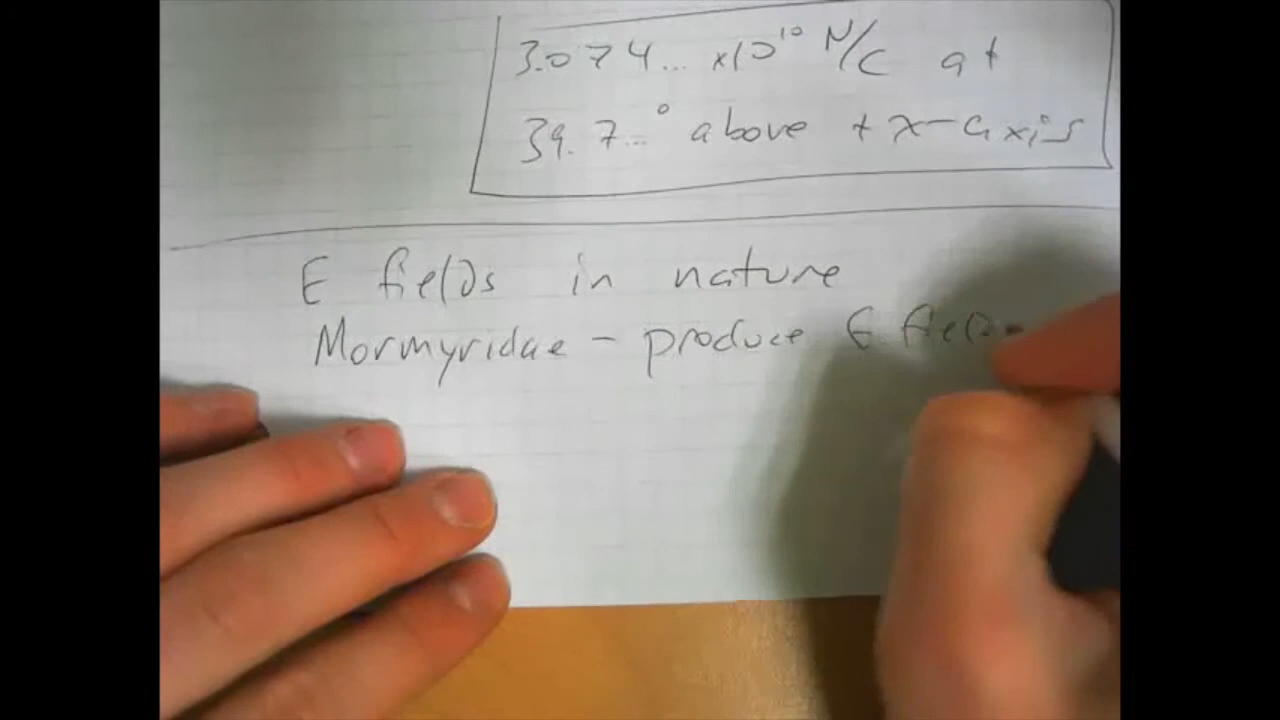 3.074... x10¹⁰ N/C at
39.7...° above + x-axis
E fields in nature
Mormyridae - produce E fields